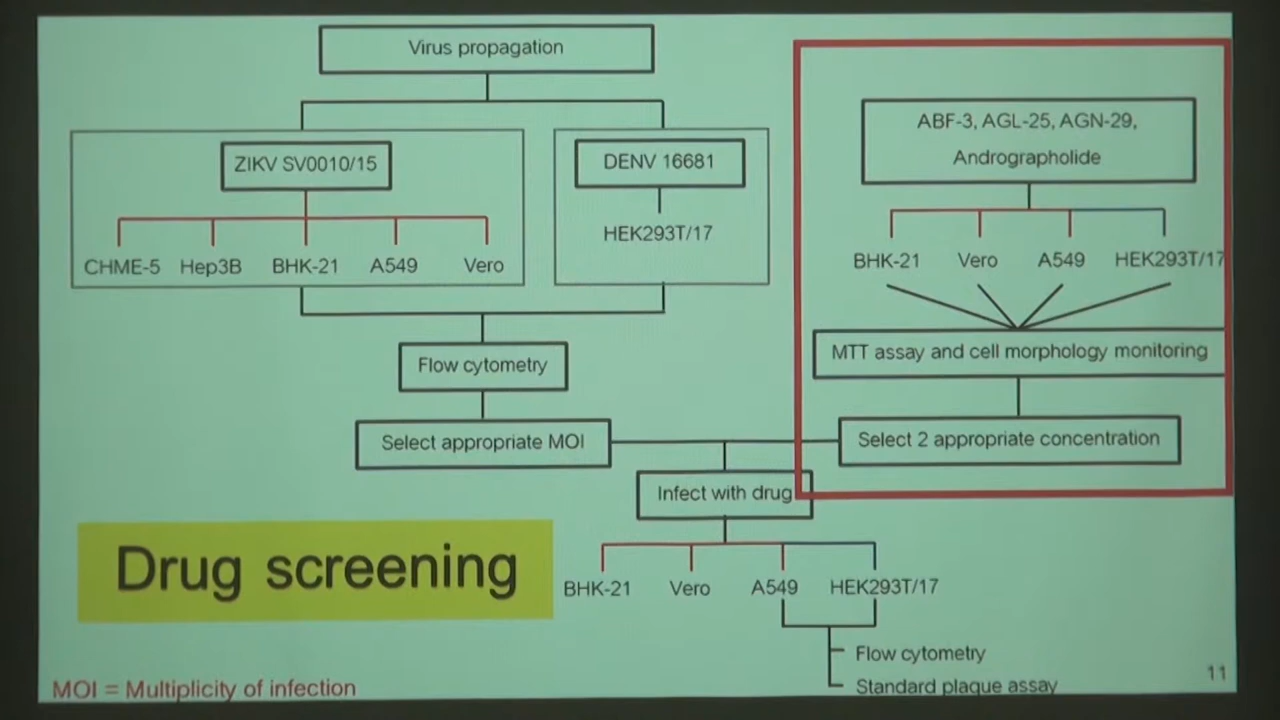 Virus propagation
ZIKV SV0010/15
CHME-5 Hep3B BHK-21 A549 Vero
DENV 16681
HEK293T/17
Flow cytometry
Select appropriate MOI
ABF-3, AGL-25, AGN-29,
Andrographolide
BHK-21 Vero A549 HEK293T/17
MTT assay and cell morphology monitoring
Select 2 appropriate concentration
Infect with drug
BHK-21 Vero A549 HEK293T/17
Flow cytometry
Standard plaque assay
Drug screening
MOI = Multiplicity of infection
11